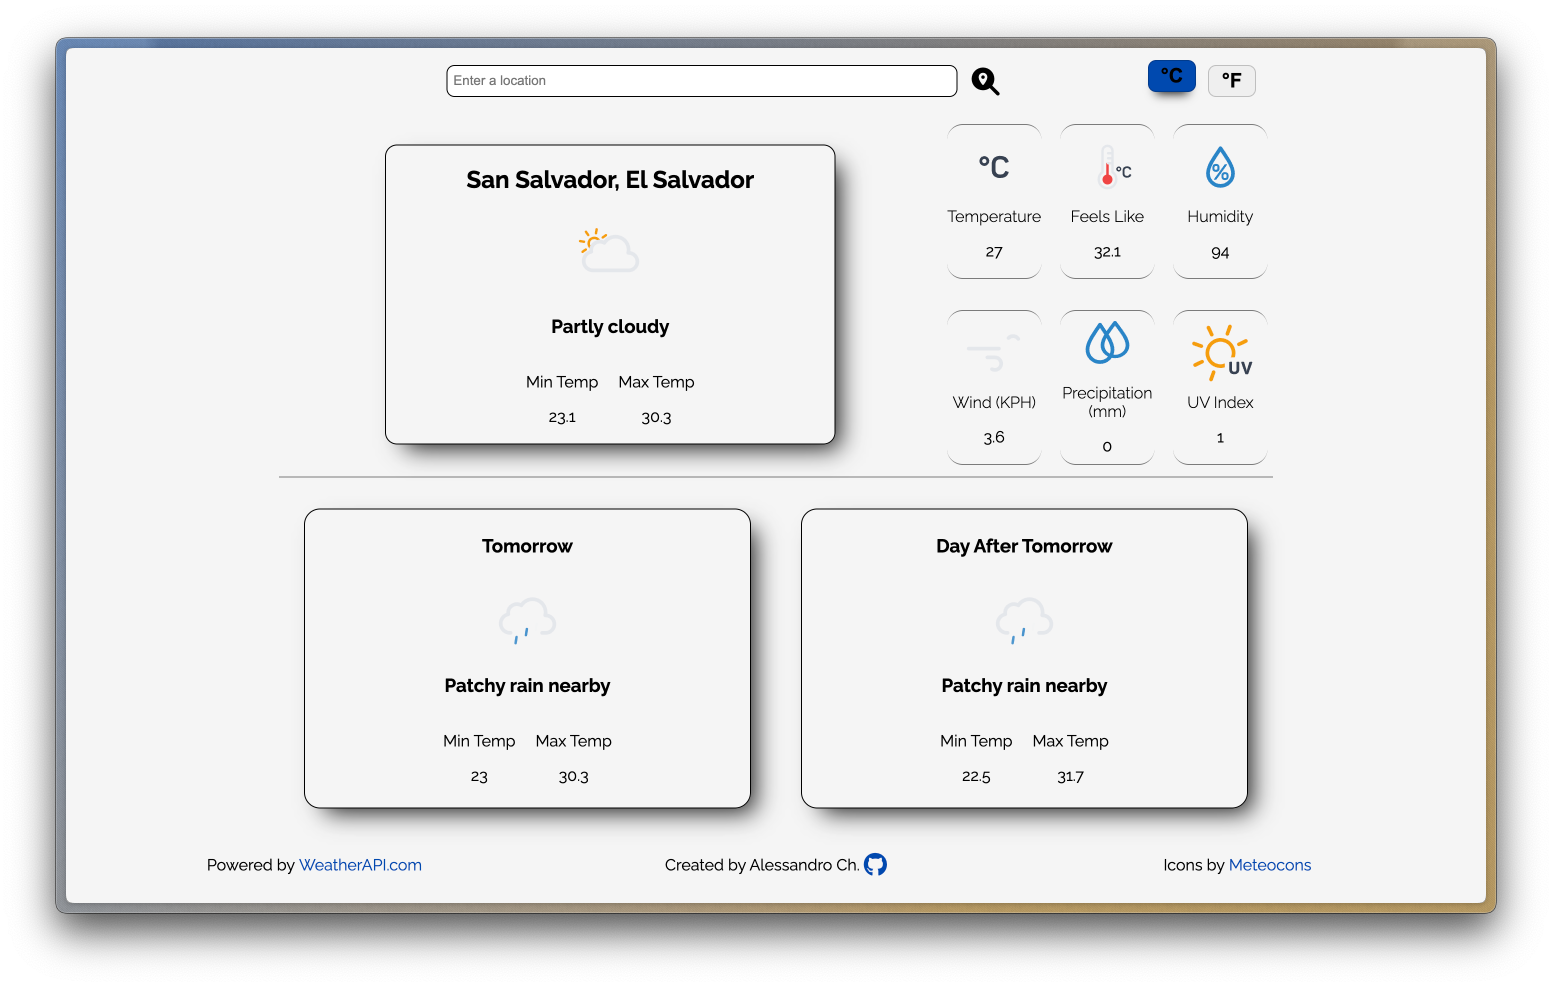 Enter a location
°C
°F
San Salvador, El Salvador
Partly cloudy
Min Temp Max Temp
23.1 30.3
°C
Temperature
27
°C
Feels Like
32.1
%
Humidity
94
Wind (KPH)
3.6
Precipitation
(mm)
0
UV
UV Index
1
Tomorrow
Patchy rain nearby
Min Temp Max Temp
23 30.3
Day After Tomorrow
Patchy rain nearby
Min Temp Max Temp
22.5 31.7
Powered by WeatherAPI.com
Created by Alessandro Ch.
Icons by Meteocons